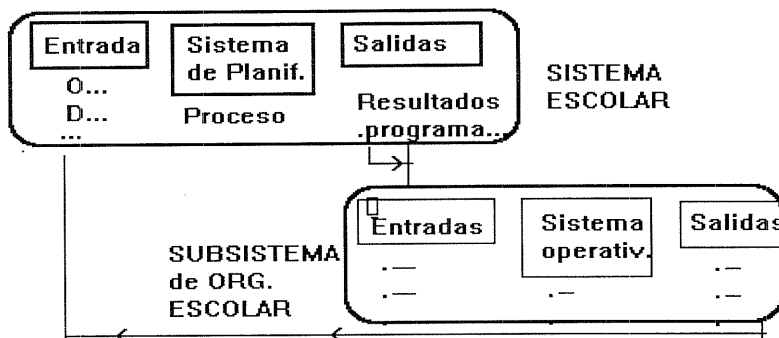 Entrada
O...
D...
...
Sistema
de Planif.
Proceso
Salidas
Resultados
.programa...
SISTEMA
ESCOLAR
Entradas
Sistema
operativ.
Salidas
SUBSISTEMA
de ORG.
ESCOLAR